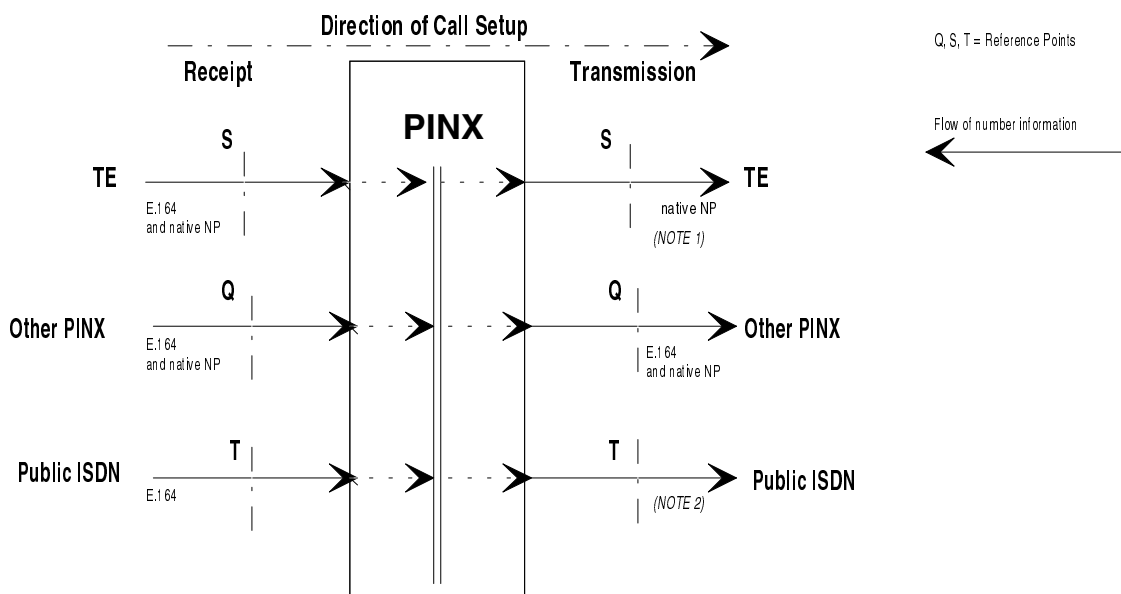 Direction of Call Setup
Q, S, T = Reference Points
Receipt
Transmission
Flow of number information
PINX
S
S
TE
TE
E.164
and native NP
native NP
(NOTE 1)
Q
Q
Other PINX
Other PINX
E.164
and native NP
E.164
and native NP
T
T
Public ISDN
Public ISDN
E.164
(NOTE 2)